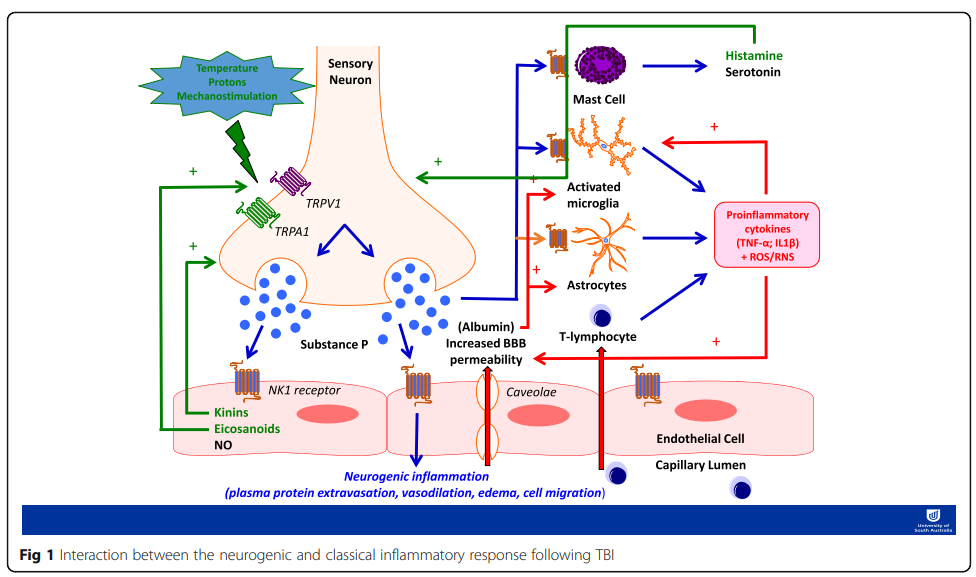 Temperature
Protons
Mechanostimulation
Sensory
Neuron
Histamine
Serotonin
Mast Cell
+
+
+
+
TRPV1
TRPA1
Activated
microglia
Proinflammatory
cytokines
(TNF-α; IL1β)
+ ROS/RNS
+
+
Astrocytes
(Albumin)
Increased BBB
permeability
T-lymphocyte
+
Substance P
NK1 receptor
Caveolae
Kinins
Eicosanoids
NO
Endothelial Cell
Capillary Lumen
Neurogenic inflammation
(plasma protein extravasation, vasodilation, edema, cell migration)
University of
South Australia
Fig 1 Interaction between the neurogenic and classical inflammatory response following TBI